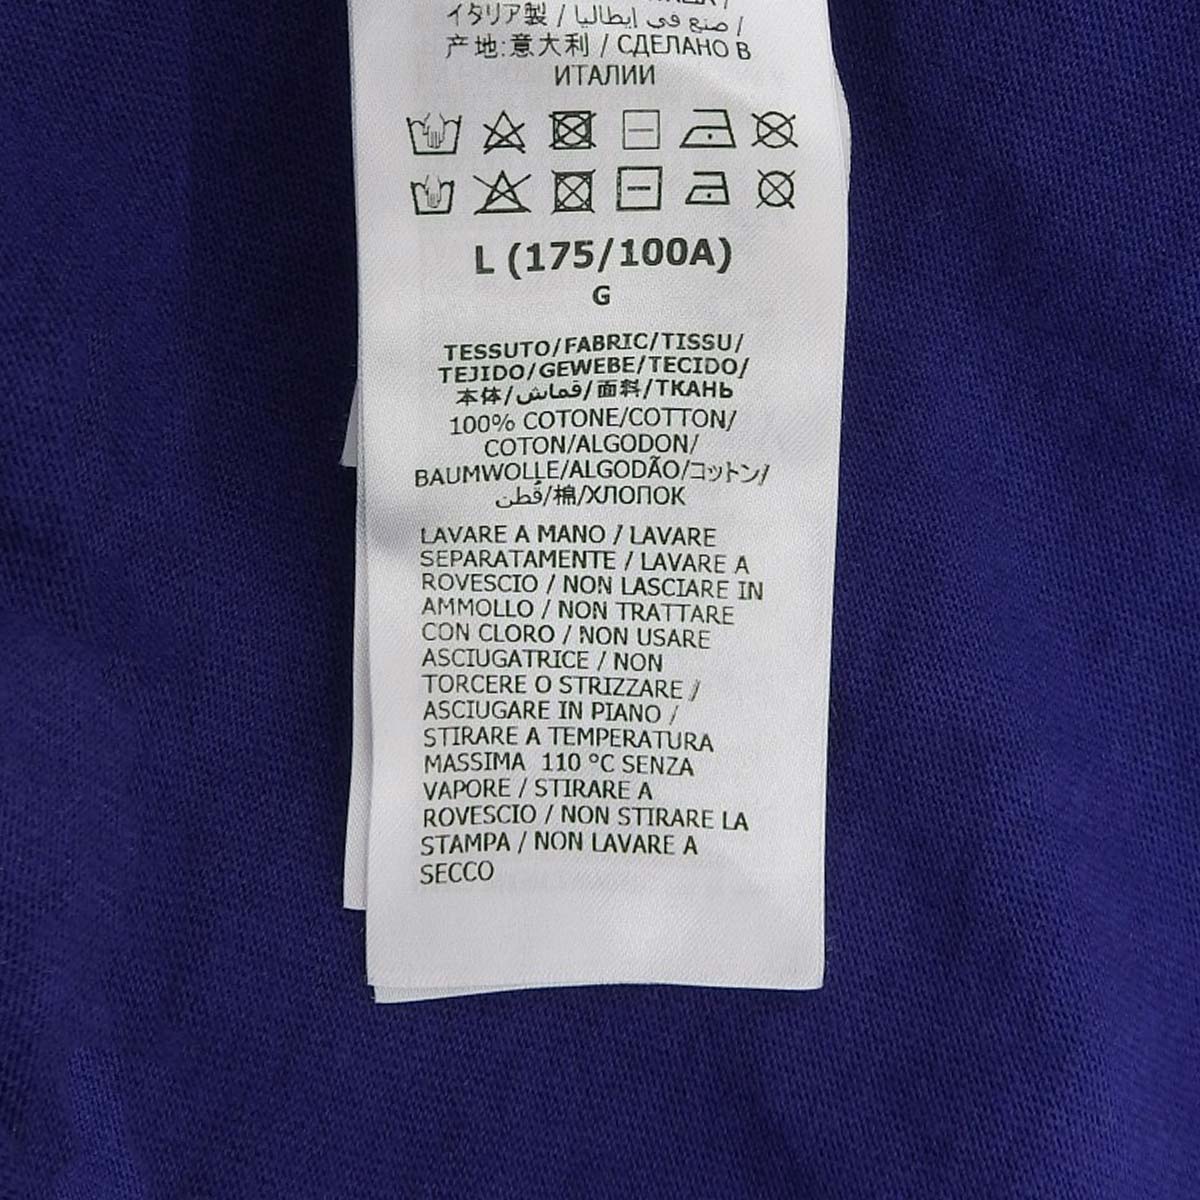 イタリア製 / صنع في إيطاليا /
产地:意大利 / СДЕЛАНО В
ИТАЛИИ
L (175/100A)
G
TESSUTO/FABRIC/TISSU/
TEJIDO/GEWEBE/TECIDO/
本体/قماش/面料/ТКАНЬ
100% COTONE/COTTON/
COTON/ALGODON/
BAUMWOLLE/ALGODÃO/コットン/
قُطن/棉/ХЛОПОК
LAVARE A MANO / LAVARE
SEPARATAMENTE / LAVARE A
ROVESCIO / NON LASCIARE IN
AMMOLLO / NON TRATTARE
CON CLORO / NON USARE
ASCIUGATRICE / NON
TORCERE O STRIZZARE /
ASCIUGARE IN PIANO /
STIRARE A TEMPERATURA
MASSIMA 110 °C SENZA
VAPORE / STIRARE A
ROVESCIO / NON STIRARE LA
STAMPA / NON LAVARE A
SECCO